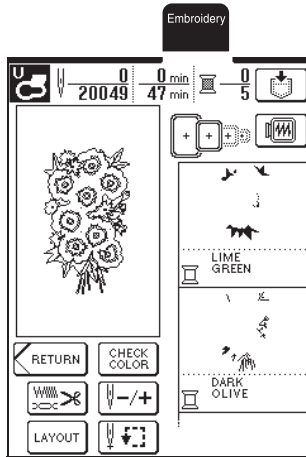 Embroidery
U
0 0 min 0
20049 47 min 5
LIME
GREEN
RETURN
CHECK
COLOR
DARK
OLIVE
-/+
LAYOUT